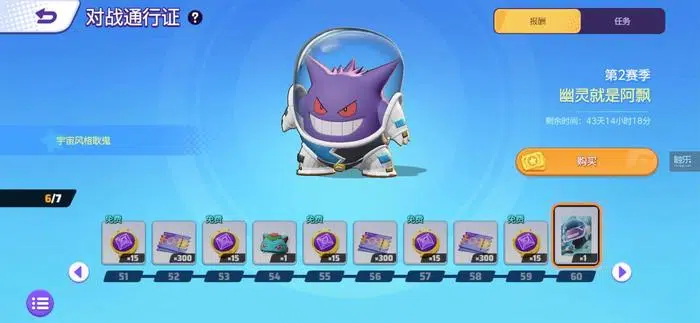 对战通行证 ?
报酬
任务
第2赛季
幽灵就是阿飘
剩余时间：43天14小时18分
购买
触乐
宇宙风格耿鬼
6/7
免费 免费 免费 免费 免费
×15 ×300 ×15 ×1 ×15 ×300 ×15 ×300 ×15 ×1
51 52 53 54 55 56 57 58 59 60